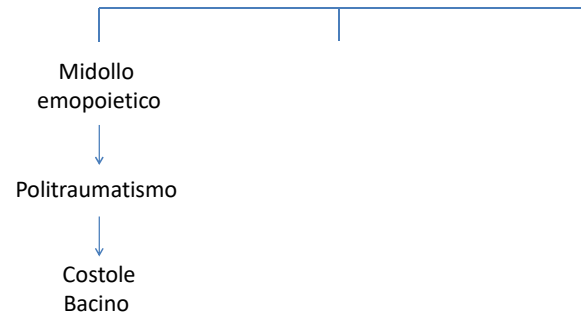 Midollo
emopoietico
Politraumatismo
Costole
Bacino